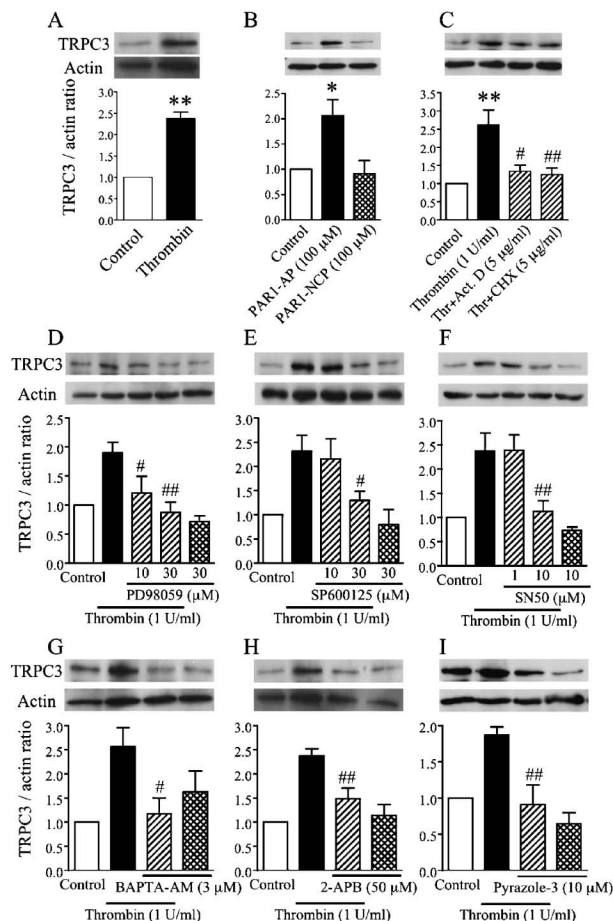 A B C
TRPC3
Actin
TRPC3 / actin ratio
3.0
2.5
2.0
1.5
1.0
0.5
0.0
Control
Thrombin
**
3.0
2.5
2.0
1.5
1.0
0.5
0.0
Control
PAR1-AP (100 μM)
PAR1-NCP (100 μM)
*
3.5
3.0
2.5
2.0
1.5
1.0
0.5
0.0
Control
Thrombin (1 U/ml)
Thr+Act. D (5 μg/ml)
Thr+CHX (5 μg/ml)
**
#
##
D E F
TRPC3
Actin
TRPC3 / actin ratio
2.5
2.0
1.5
1.0
0.5
0.0
#
##
Control
10 30 30
PD98059 (μM)
Thrombin (1 U/ml)
3.0
2.5
2.0
1.5
1.0
0.5
0.0
#
Control
10 30 30
SP600125 (μM)
Thrombin (1 U/ml)
3.0
2.5
2.0
1.5
1.0
0.5
0.0
##
Control
1 10 10
SN50 (μM)
Thrombin (1 U/ml)
G H I
TRPC3
Actin
TRPC3 / actin ratio
3.0
2.5
2.0
1.5
1.0
0.5
0.0
#
Control
BAPTA-AM (3 μM)
Thrombin (1 U/ml)
3.0
2.5
2.0
1.5
1.0
0.5
0.0
##
Control
2-APB (50 μM)
Thrombin (1 U/ml)
2.0
1.5
1.0
0.5
0.0
##
Control
Pyrazole-3 (10 μM)
Thrombin (1 U/ml)